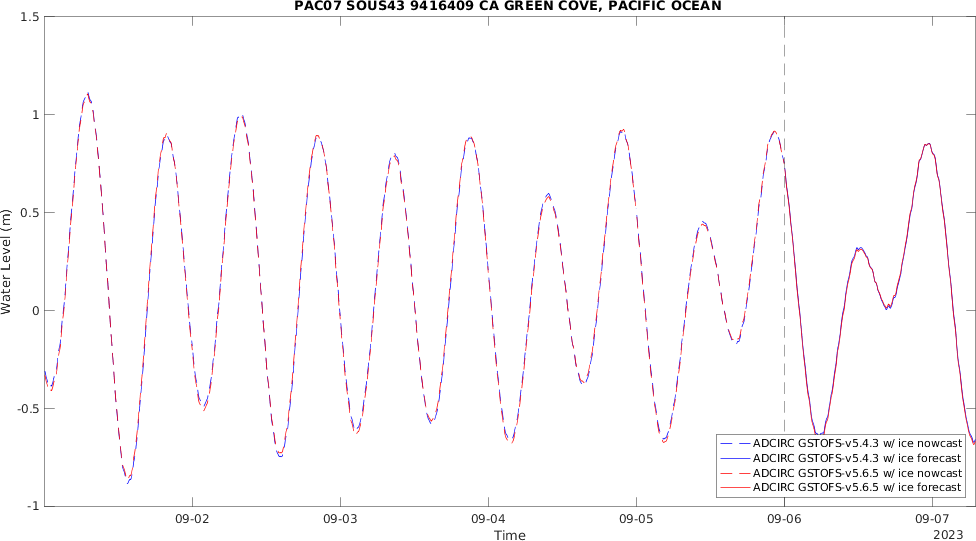 PAC07 SOUS43 9416409 CA GREEN COVE, PACIFIC OCEAN
1.5
1
0.5
0
-0.5
-1
Water Level (m)
09-02
09-03
09-04
09-05
09-06
09-07
Time
2023
ADCIRC GSTOFS-v5.4.3 w/ ice nowcast
ADCIRC GSTOFS-v5.4.3 w/ ice forecast
ADCIRC GSTOFS-v5.6.5 w/ ice nowcast
ADCIRC GSTOFS-v5.6.5 w/ ice forecast